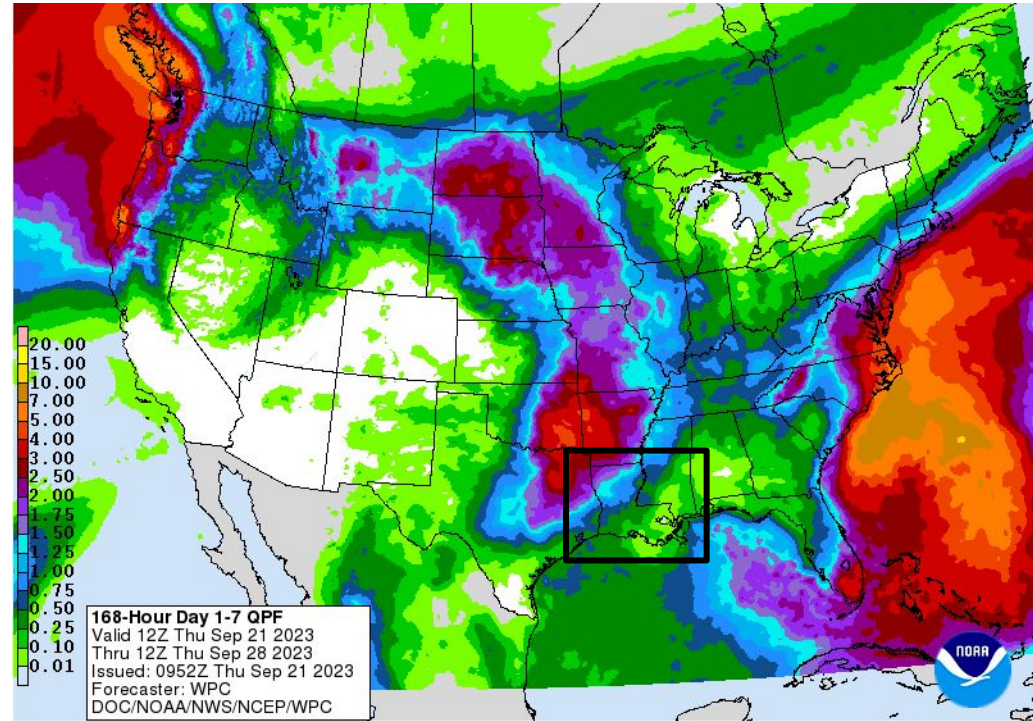 20.00
15.00
10.00
7.00
5.00
4.00
3.00
2.50
2.00
1.75
1.50
1.25
1.00
0.75
0.50
0.25
0.10
0.01
168-Hour Day 1-7 QPF
Valid 12Z Thu Sep 21 2023
Thru 12Z Thu Sep 28 2023
Issued: 0952Z Thu Sep 21 2023
Forecaster: WPC
DOC/NOAA/NWS/NCEP/WPC
NOAA